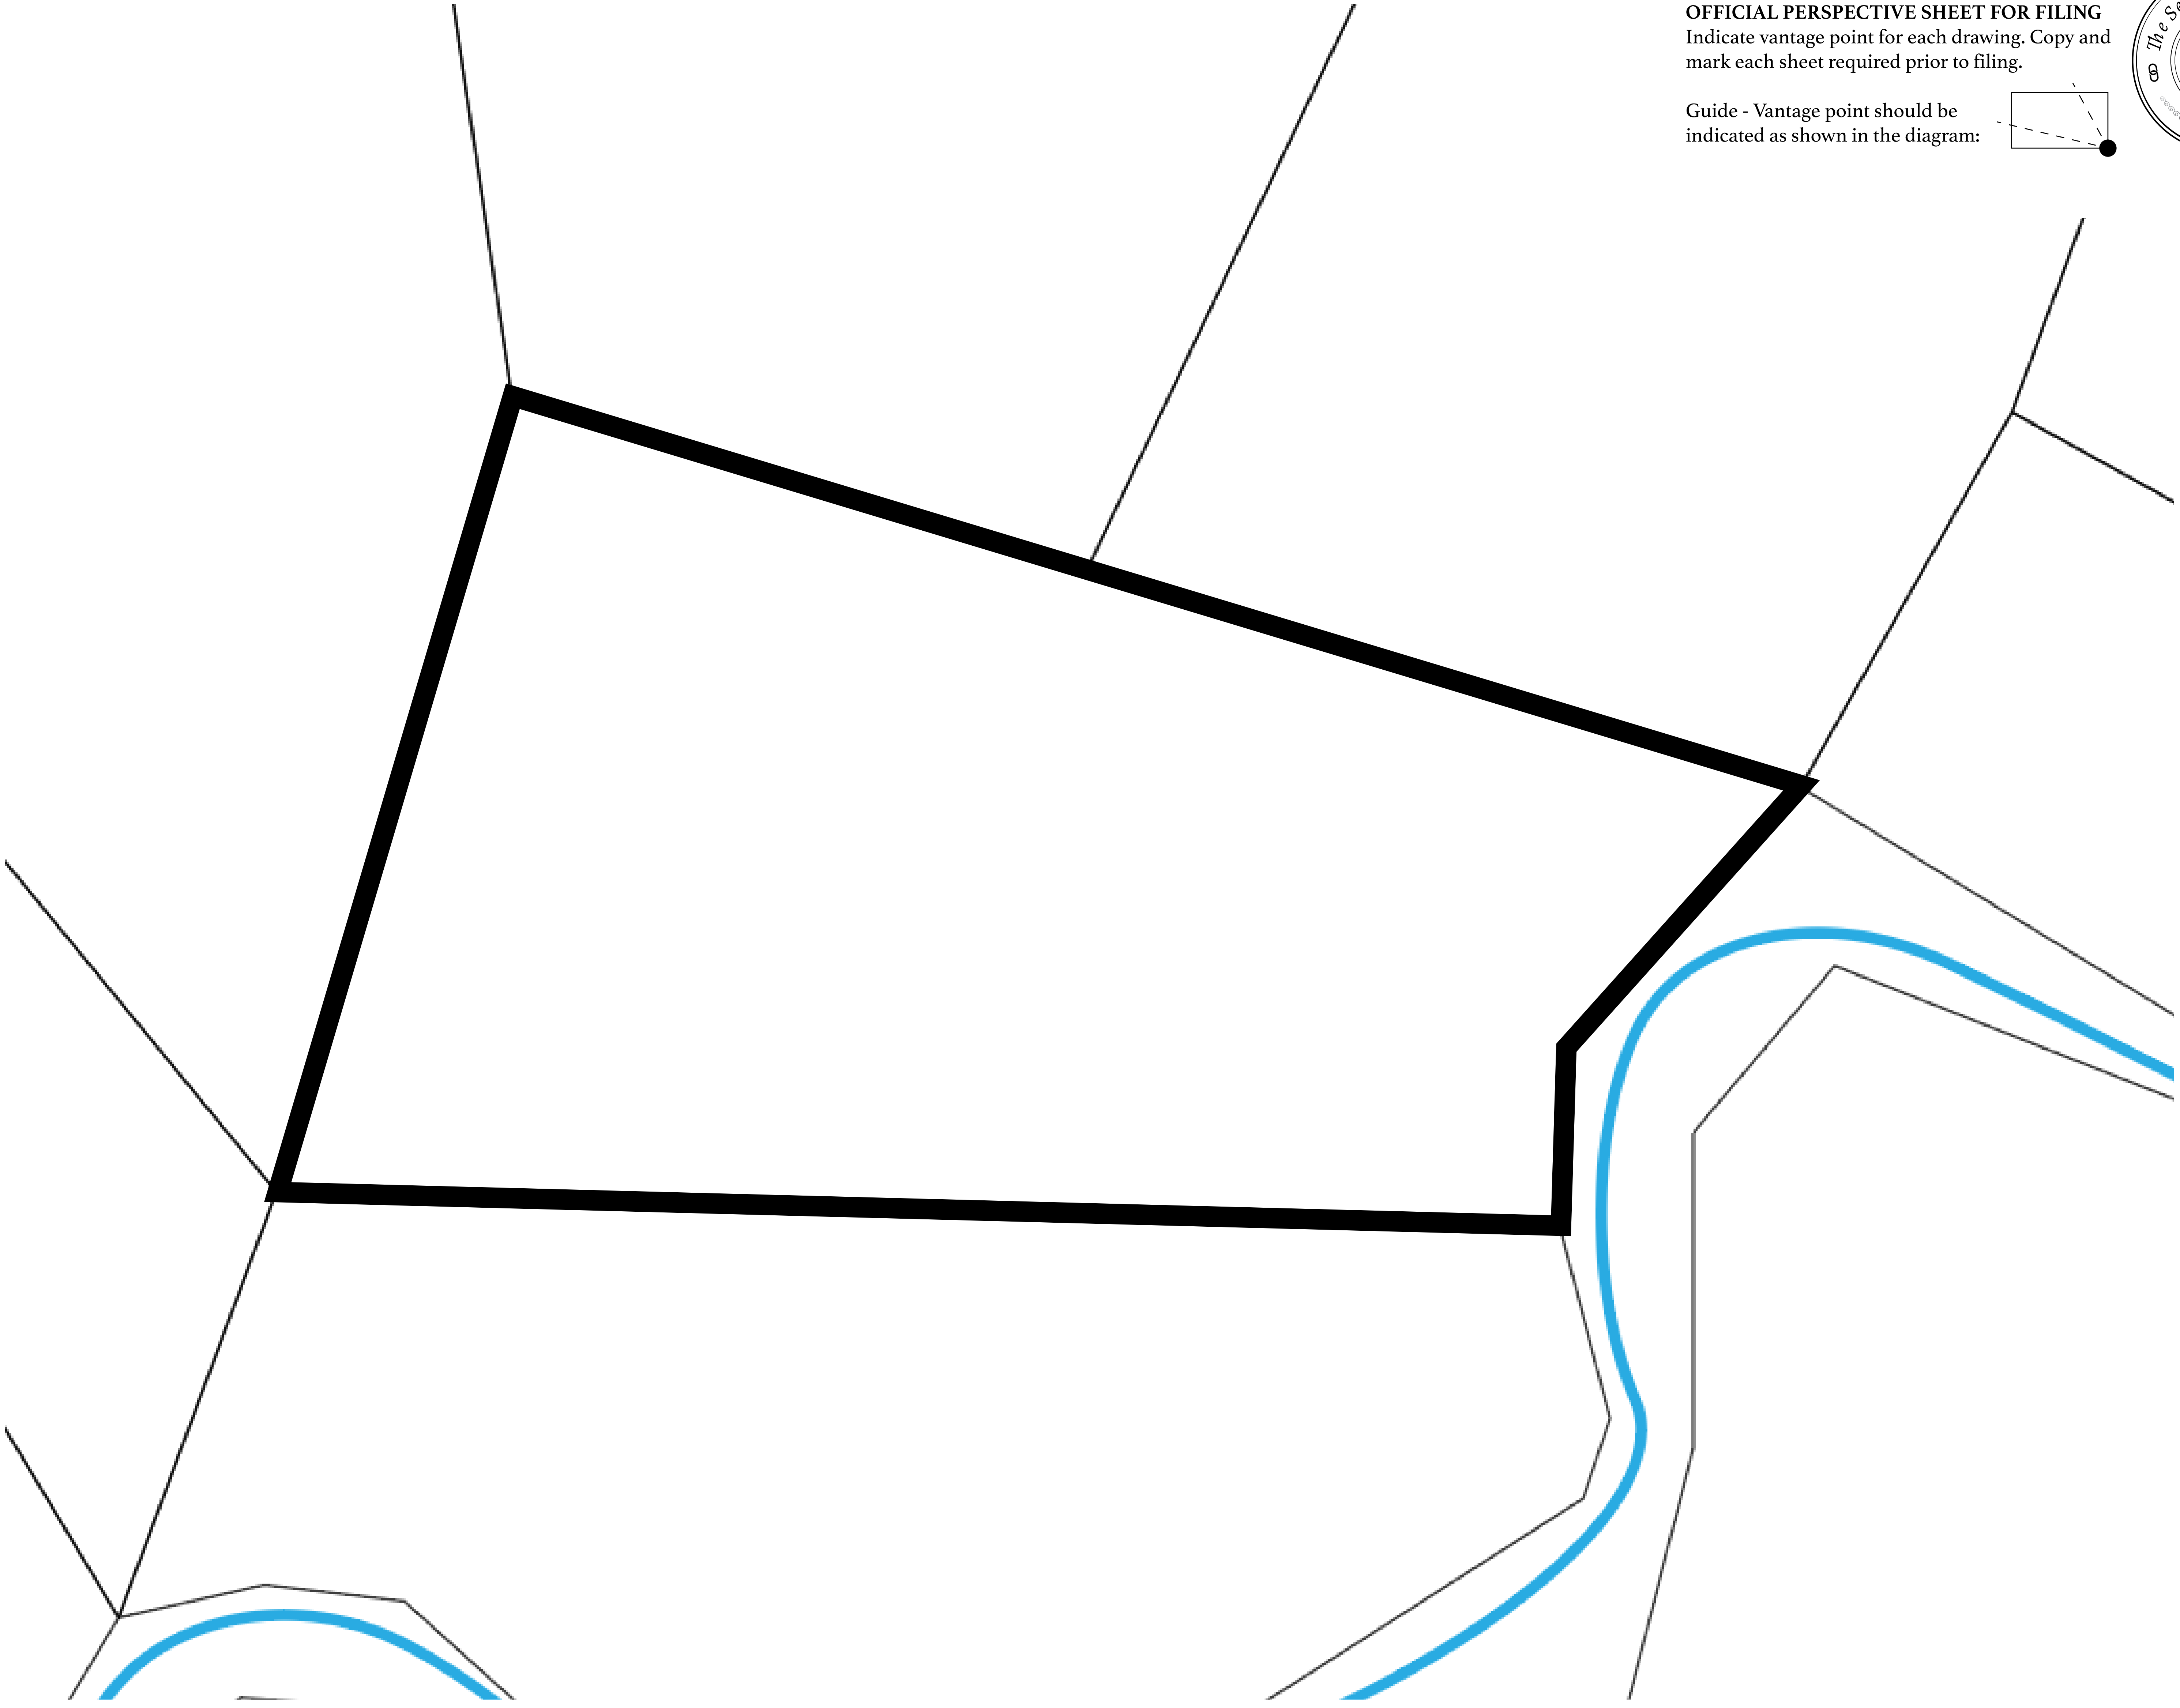 OFFICIAL PERSPECTIVE SHEET FOR FILING
Indicate vantage point for each drawing. Copy and
mark each sheet required prior to filing.
Guide - Vantage point should be
indicated as shown in the diagram:
The